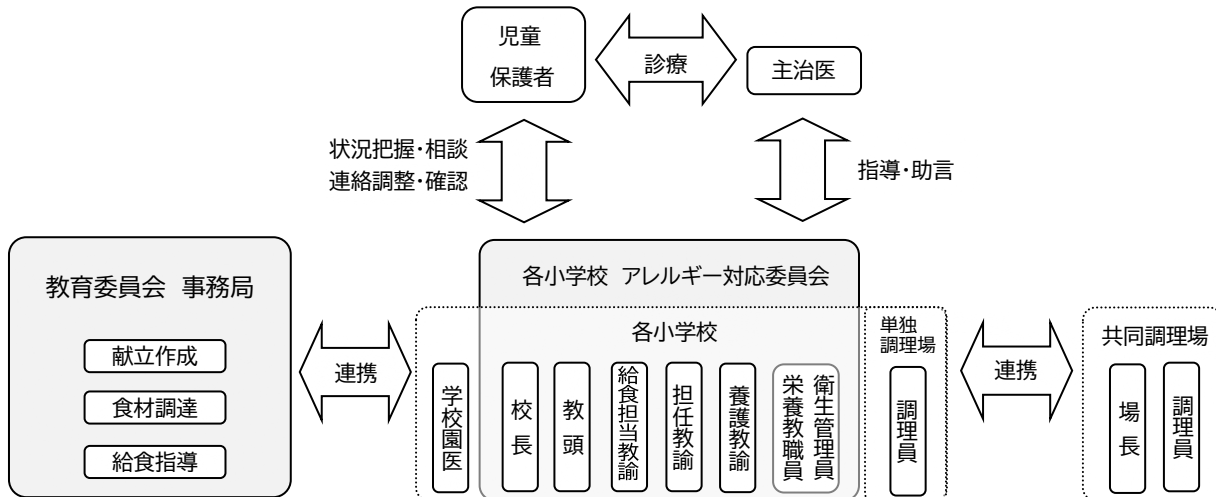 児童
保護者
診療
主治医
状況把握・相談
連絡調整・確認
指導・助言
教育委員会 事務局
献立作成
食材調達
給食指導
連携
各小学校 アレルギー対応委員会
各小学校
学校園医
校長
教頭
給食担当教諭
担任教諭
養護教諭
衛生管理員
栄養教職員
単独
調理場
調理員
連携
共同調理場
場長
調理員